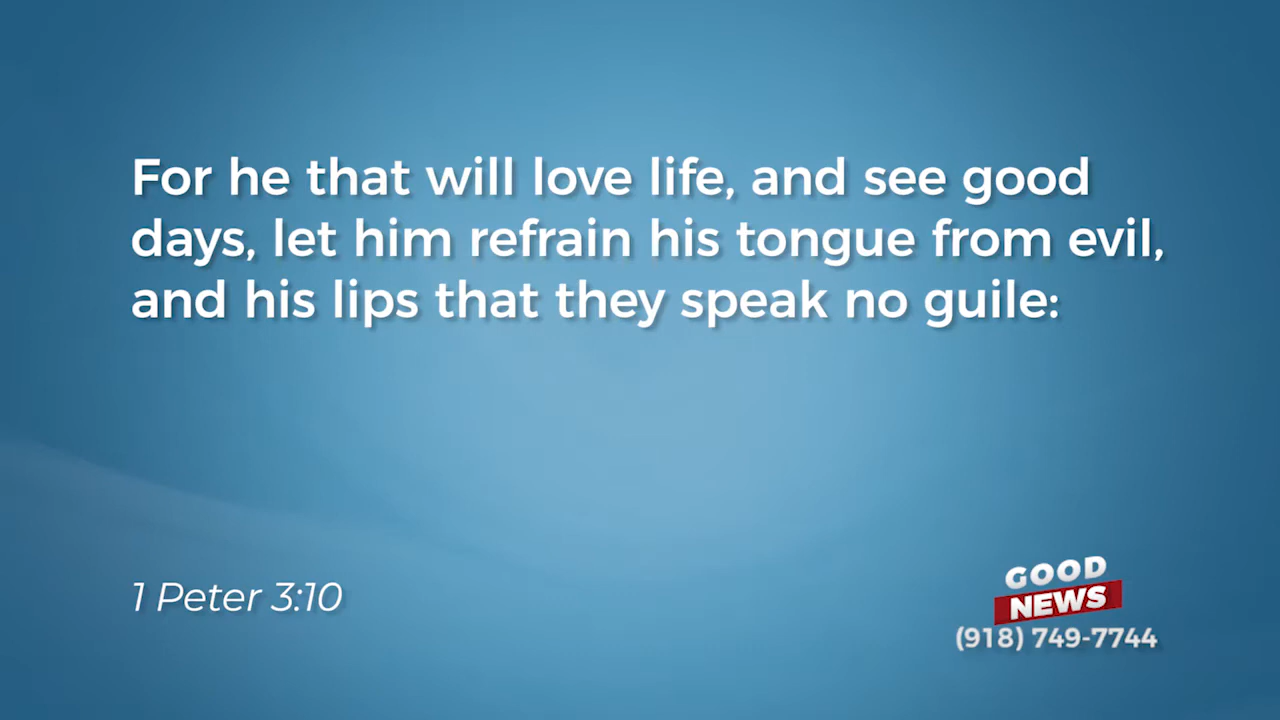 For he that will love life, and see good
days, let him refrain his tongue from evil,
and his lips that they speak no guile:
1 Peter 3:10
GOOD
NEWS
(918) 749-7744